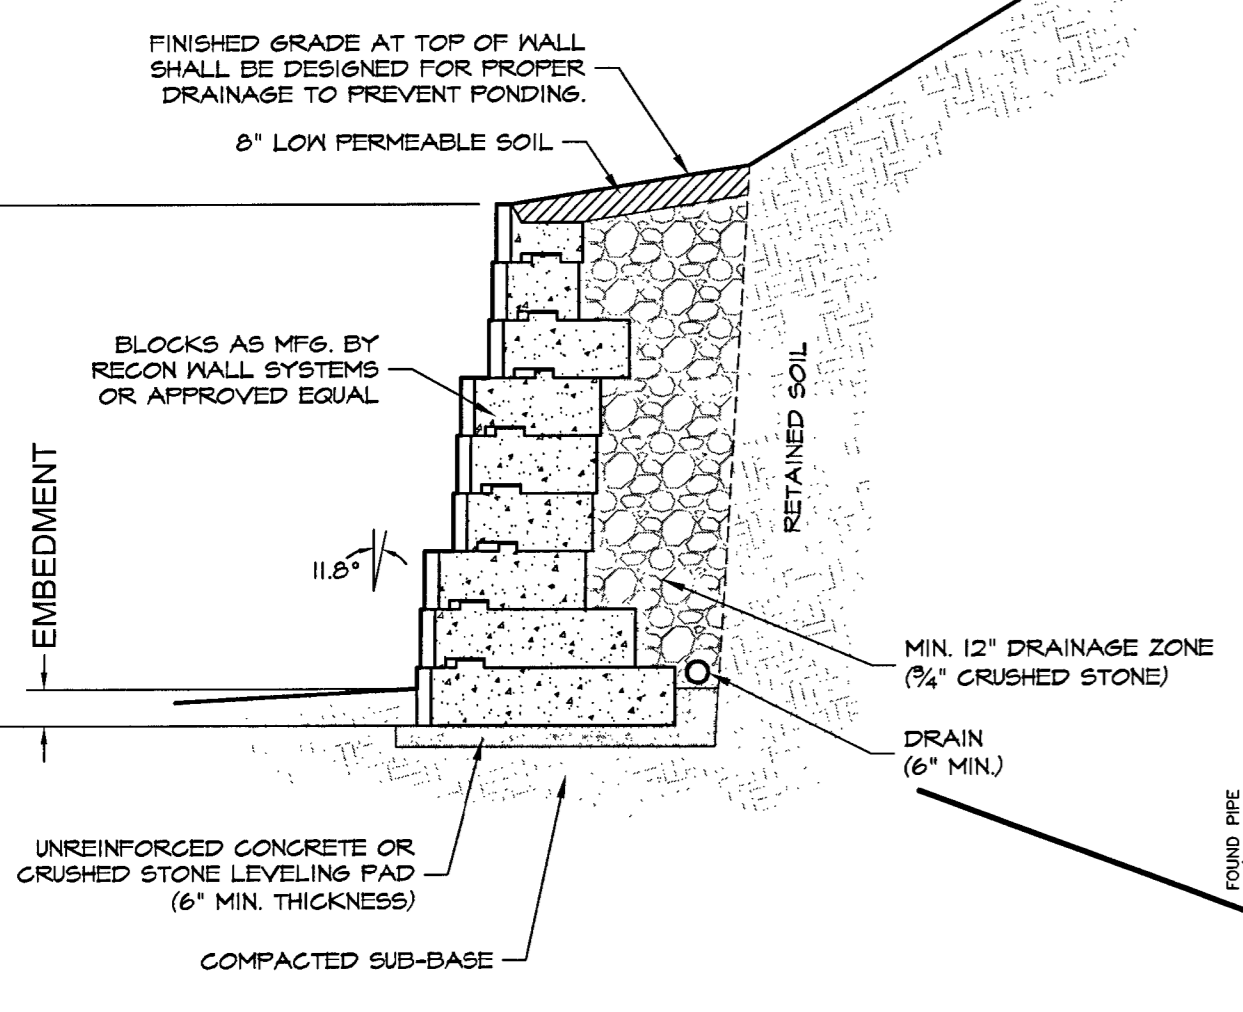 FINISHED GRADE AT TOP OF WALL
SHALL BE DESIGNED FOR PROPER
DRAINAGE TO PREVENT PONDING.
8" LOW PERMEABLE SOIL
BLOCKS AS MFG. BY
RECON WALL SYSTEMS
OR APPROVED EQUAL
RETAINED SOIL
EMBEDMENT
11.8°
MIN. 12" DRAINAGE ZONE
(3/4" CRUSHED STONE)
DRAIN
(6" MIN.)
FOUND PIPE
UNREINFORCED CONCRETE OR
CRUSHED STONE LEVELING PAD
(6" MIN. THICKNESS)
COMPACTED SUB-BASE